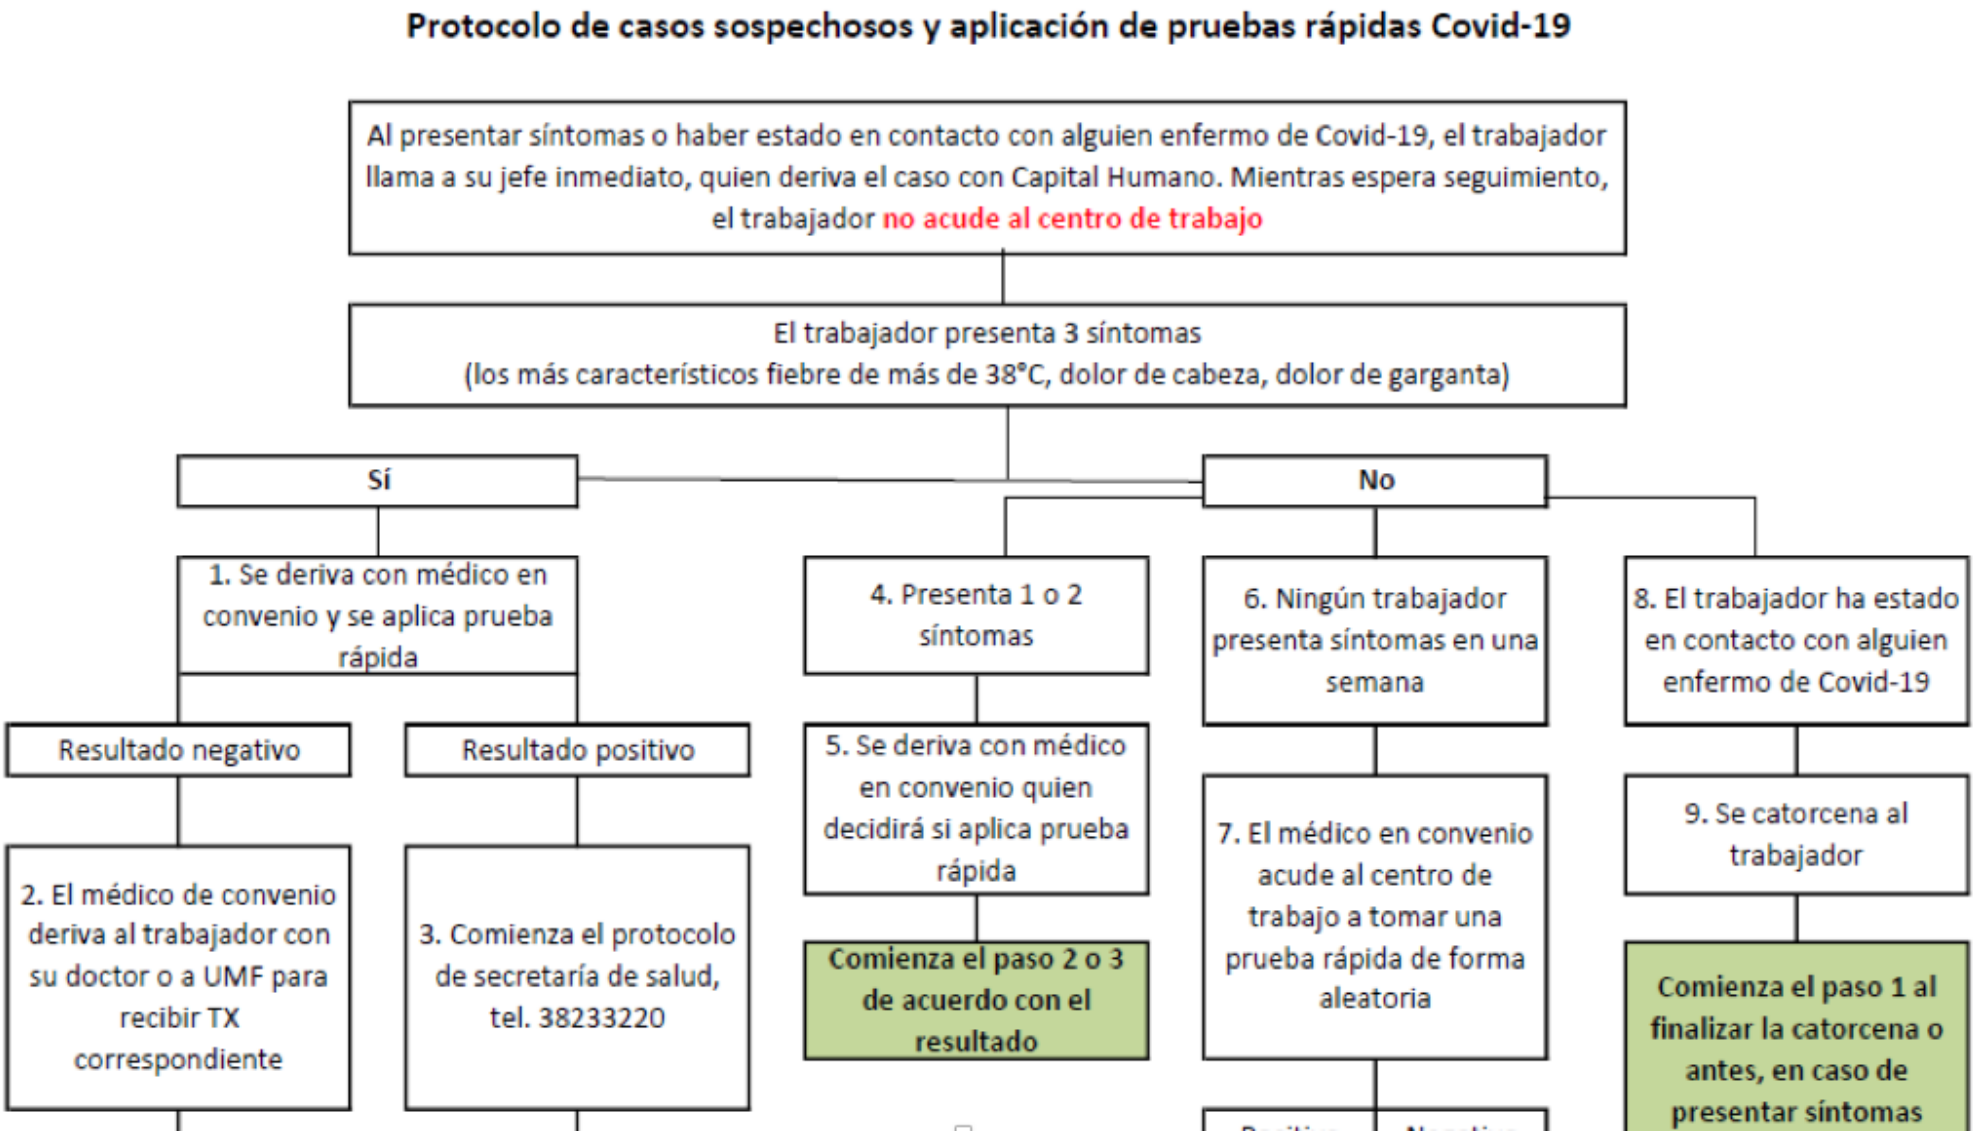 Protocolo de casos sospechosos y aplicación de pruebas rápidas Covid-19
Al presentar síntomas o haber estado en contacto con alguien enfermo de Covid-19, el trabajador
llama a su jefe inmediato, quien deriva el caso con Capital Humano. Mientras espera seguimiento,
el trabajador no acude al centro de trabajo
El trabajador presenta 3 síntomas
(los más característicos fiebre de más de 38°C, dolor de cabeza, dolor de garganta)
Sí
No
1. Se deriva con médico en
convenio y se aplica prueba
rápida
Resultado negativo
Resultado positivo
2. El médico de convenio
deriva al trabajador con
su doctor o a UMF para
recibir TX
correspondiente
3. Comienza el protocolo
de secretaría de salud,
tel. 38233220
4. Presenta 1 o 2
síntomas
5. Se deriva con médico
en convenio quien
decidirá si aplica prueba
rápida
Comienza el paso 2 o 3
de acuerdo con el
resultado
6. Ningún trabajador
presenta síntomas en una
semana
7. El médico en convenio
acude al centro de
trabajo a tomar una
prueba rápida de forma
aleatoria
8. El trabajador ha estado
en contacto con alguien
enfermo de Covid-19
9. Se catorcena al
trabajador
Comienza el paso 1 al
finalizar la catorcena o
antes, en caso de
presentar síntomas